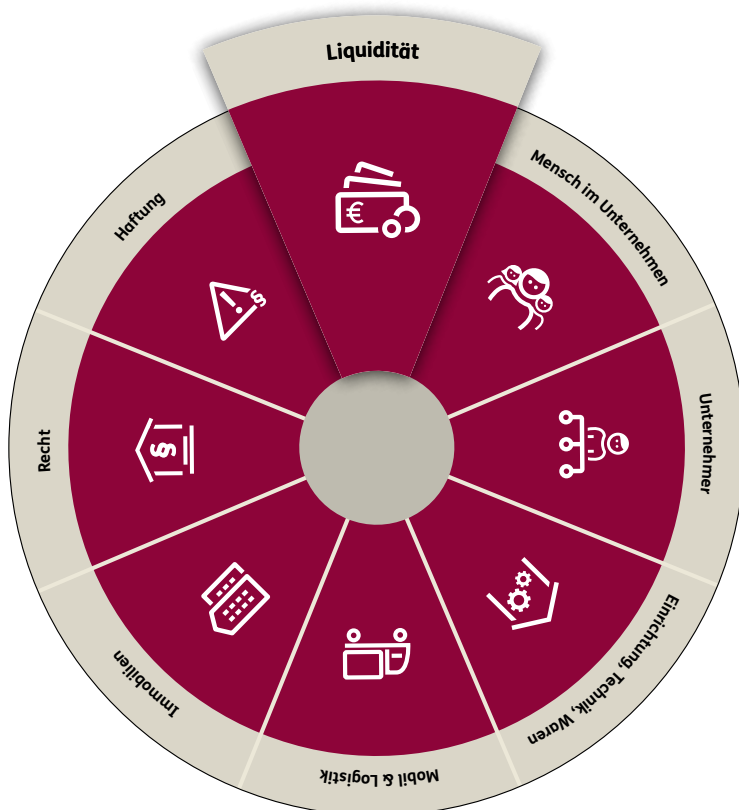 Liquidität
Mensch im Unternehmen
Unternehmer
Einrichtung, Technik, Waren
Mobil & Logistik
Immobilien
Recht
Haftung
€
§
§